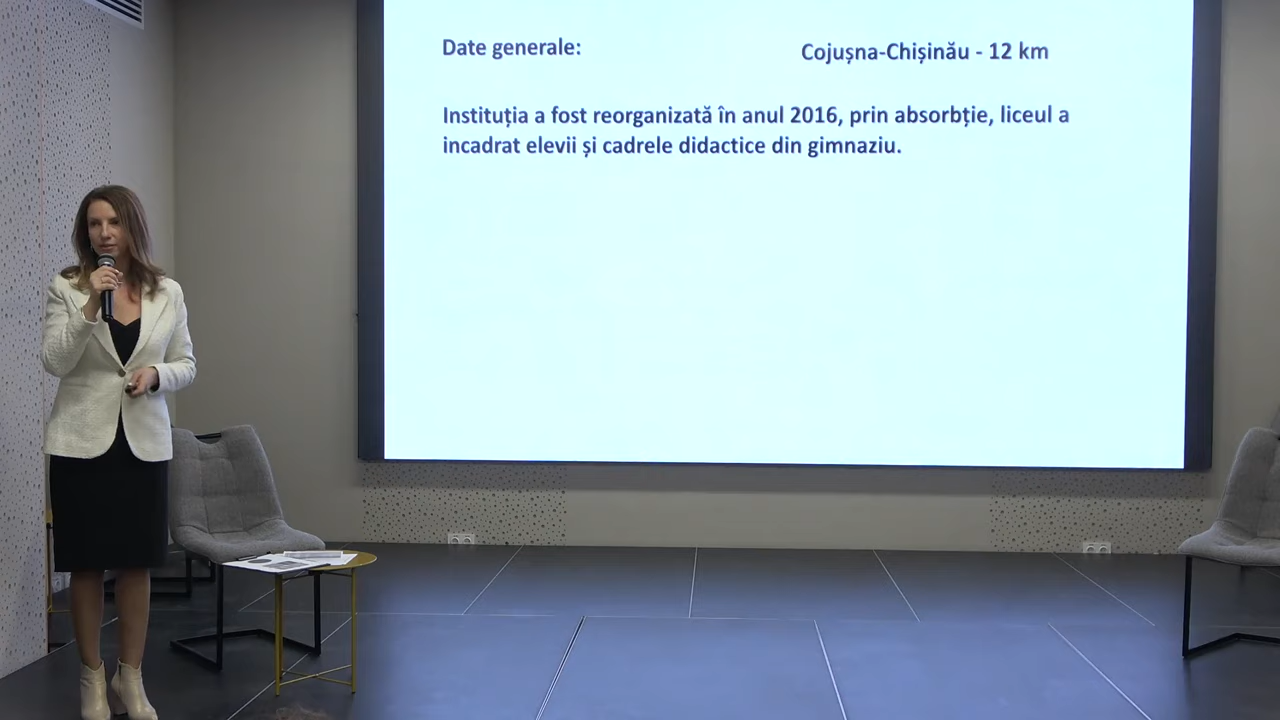 Date generale:
Cojușna-Chișinău - 12 km
Instituția a fost reorganizată în anul 2016, prin absorbție, liceul a
incadrat elevii și cadrele didactice din gimnaziu.